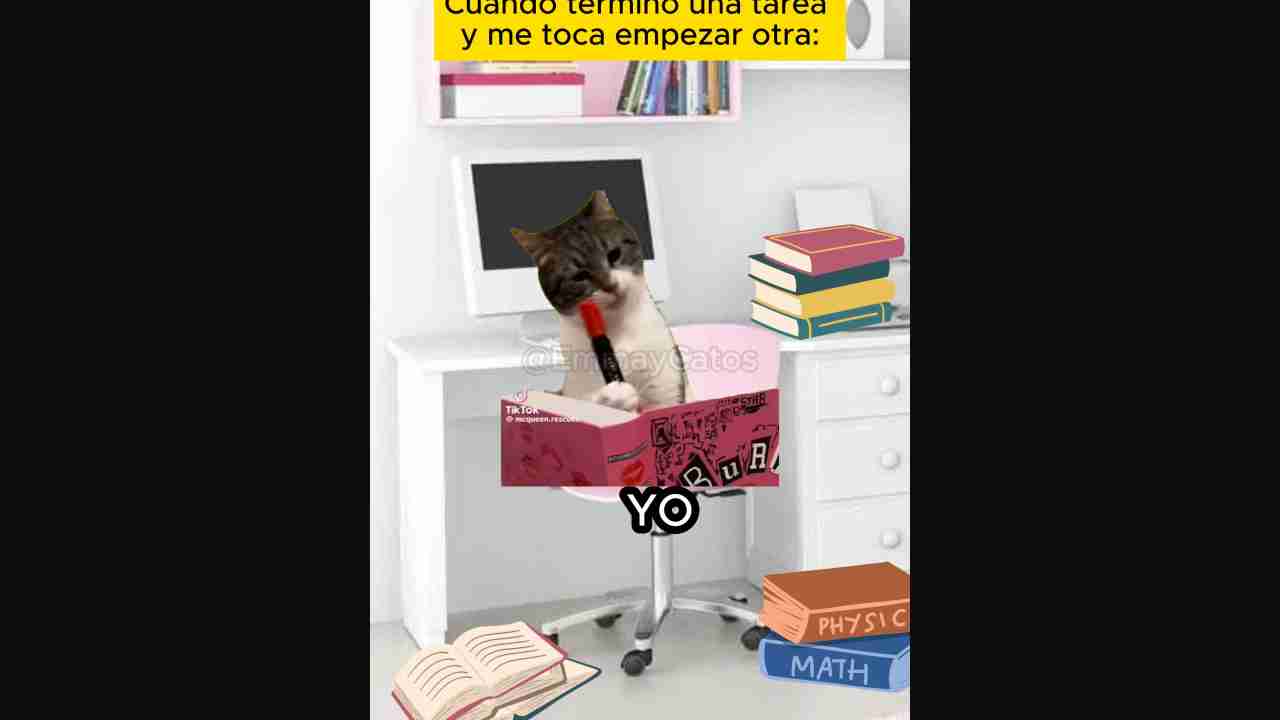 Cuando termino una tarea
y me toca empezar otra:
@EmmayCatos
TikTok
YO
PHYSIC
MATH